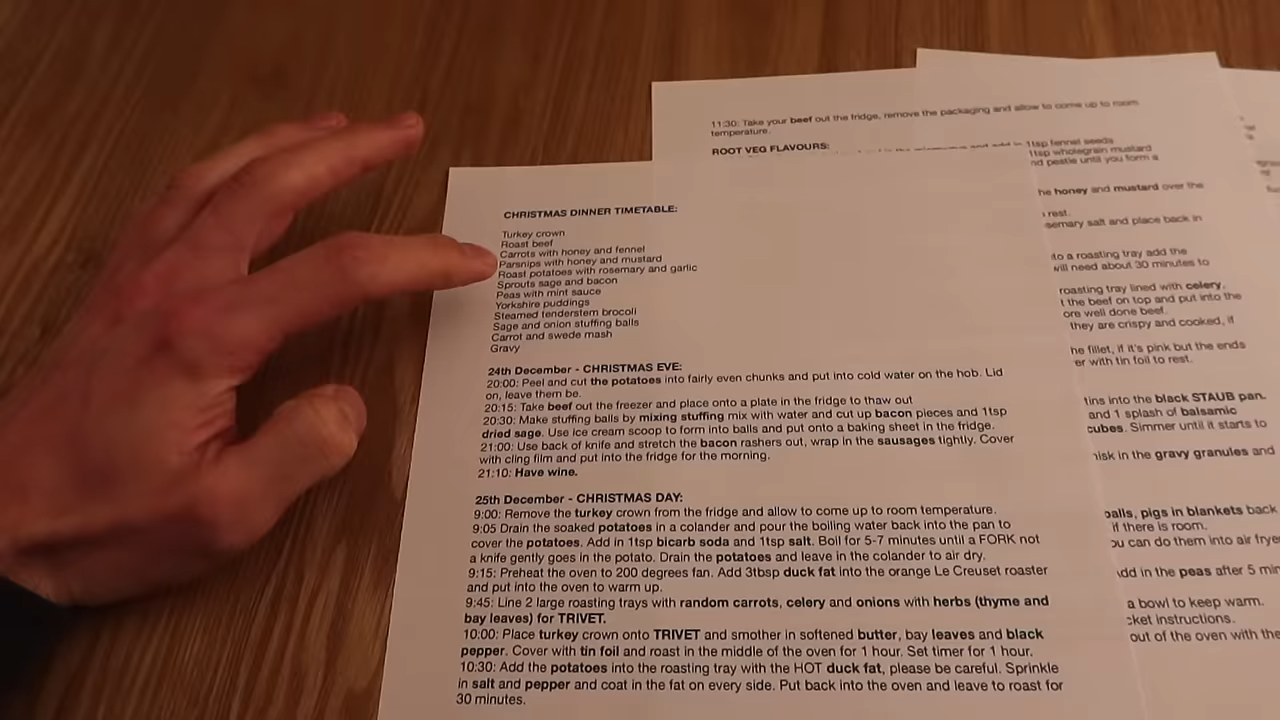 CHRISTMAS DINNER TIMETABLE:
Turkey crown
Roast beef
Carrots with honey and fennel
Parsnips with honey and mustard
Roast potatoes with rosemary and garlic
Sprouts sage and bacon
Peas with mint sauce
Yorkshire puddings
Steamed tenderstem brocoll
Sage and onion stuffing balls
Carrot and swede mash
Gravy
24th December - CHRISTMAS EVE:
20:00: Peel and cut the potatoes into fairly even chunks and put into cold water on the hob. Lid
on, leave them be.
20:15: Take beef out the freezer and place onto a plate in the fridge to thaw out
20:30: Make stuffing balls by mixing stuffing mix with water and cut up bacon pieces and 1tsp
dried sage. Use ice cream scoop to form into balls and put onto a baking sheet in the fridge.
21:00: Use back of knife and stretch the bacon rashers out, wrap in the sausages tightly. Cover
with cling film and put into the fridge for the morning.
21:10: Have wine.
25th December - CHRISTMAS DAY:
9:00: Remove the turkey crown from the fridge and allow to come up to room temperature.
9:05 Drain the soaked potatoes in a colander and pour the boiling water back into the pan to
cover the potatoes. Add in 1tsp bicarb soda and 1tsp salt. Boil for 5-7 minutes until a FORK not
a knife gently goes in the potato. Drain the potatoes and leave in the colander to air dry.
9:15: Preheat the oven to 200 degrees fan. Add 3tbsp duck fat into the orange Le Creuset roaster
and put into the oven to warm up.
9:45: Line 2 large roasting trays with random carrots, celery and onions with herbs (thyme and
bay leaves) for TRIVET.
10:00: Place turkey crown onto TRIVET and smother in softened butter, bay leaves and black
pepper. Cover with tin foil and roast in the middle of the oven for 1 hour. Set timer for 1 hour.
10:30: Add the potatoes into the roasting tray with the HOT duck fat, please be careful. Sprinkle
in salt and pepper and coat in the fat on every side. Put back into the oven and leave to roast for
30 minutes.
11:30: Take your beef out the fridge, remove the packaging and allow to come up to room
temperature.
ROOT VEG FLAVOURS:
1tsp fennel seeds
1tsp wholegrain mustard
nd pestle until you form a
he honey and mustard over the
rest.
semary salt and place back in
to a roasting tray add the
will need about 30 minutes to
roasting tray lined with celery,
t the beef on top and put into the
ore well done beef.
they are crispy and cooked, if
he fillet, if it's pink but the ends
er with tin foil to rest.
tins into the black STAUB pan.
and 1 splash of balsamic
cubes. Simmer until it starts to
nisk in the gravy granules and
balls, pigs in blankets back
if there is room.
ou can do them into air frye
dd in the peas after 5 min
a bowl to keep warm.
cket instructions.
out of the oven with the